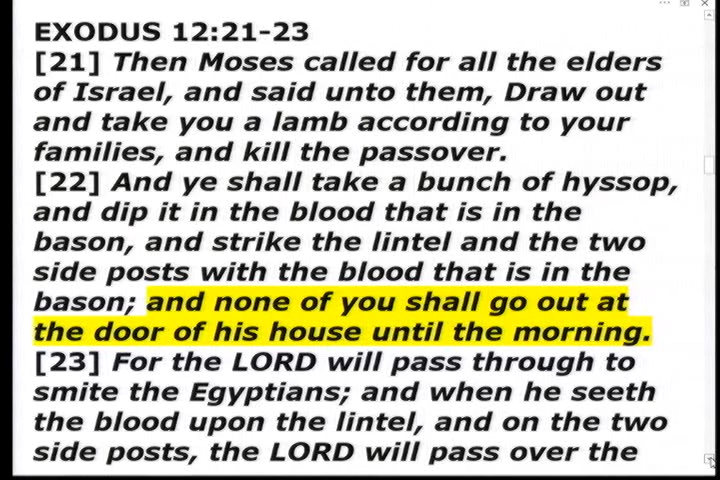 EXODUS 12:21-23
[21] Then Moses called for all the elders
of Israel, and said unto them, Draw out
and take you a lamb according to your
families, and kill the passover.
[22] And ye shall take a bunch of hyssop,
and dip it in the blood that is in the
bason, and strike the lintel and the two
side posts with the blood that is in the
bason; and none of you shall go out at
the door of his house until the morning.
[23] For the LORD will pass through to
smite the Egyptians; and when he seeth
the blood upon the lintel, and on the two
side posts, the LORD will pass over the